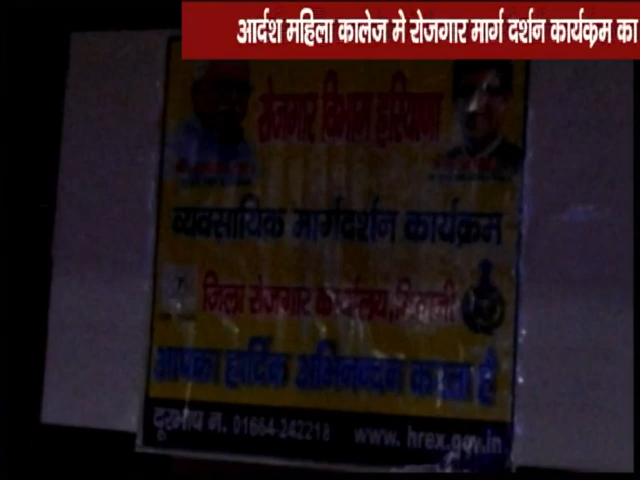 आर्दश महिला कालेज मे रोजगार मार्ग दर्शन कार्यक्रम का
रोजगार विभाग हरियाणा
व्यवसायिक मार्गदर्शन कार्यक्रम
जिला रोजगार कार्यालय, भिवानी
आपका हार्दिक अभिनन्दन करता है
दूरभाष न. 01664-242218 www. hrex.gov.in